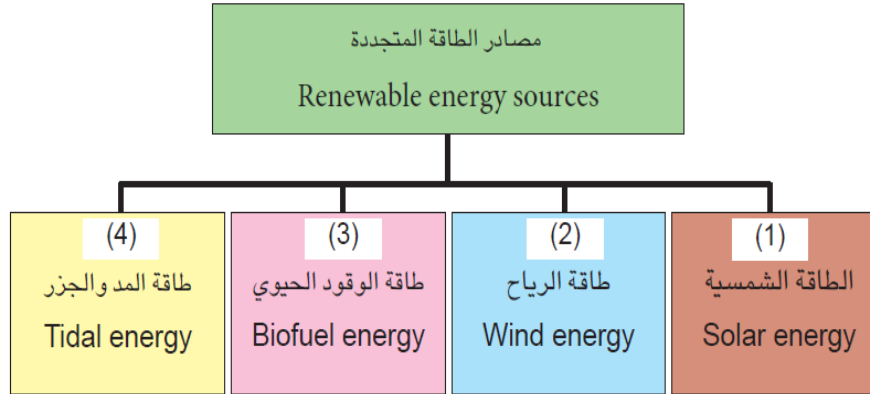 مصادر الطاقة المتجددة
Renewable energy sources
(1)
الطاقة الشمسية
Solar energy
(2)
طاقة الرياح
Wind energy
(3)
طاقة الوقود الحيوي
Biofuel energy
(4)
طاقة المد والجزر
Tidal energy